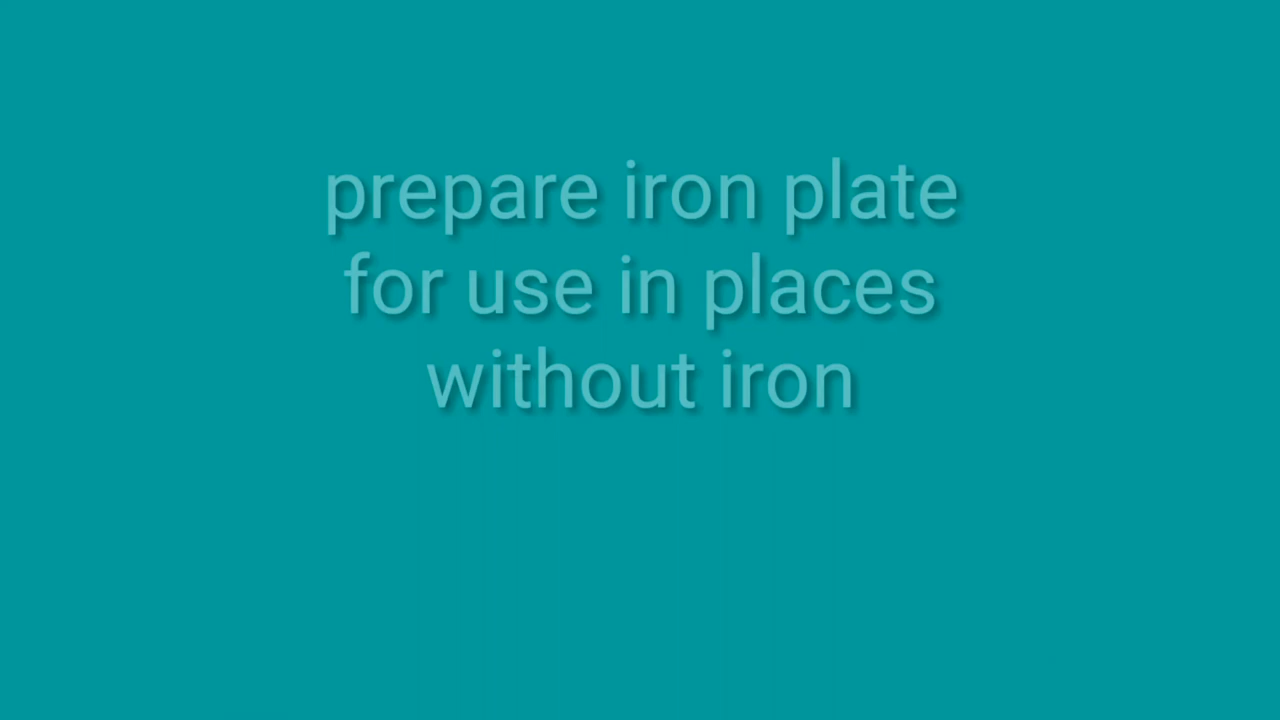 prepare iron plate
for use in places
without iron